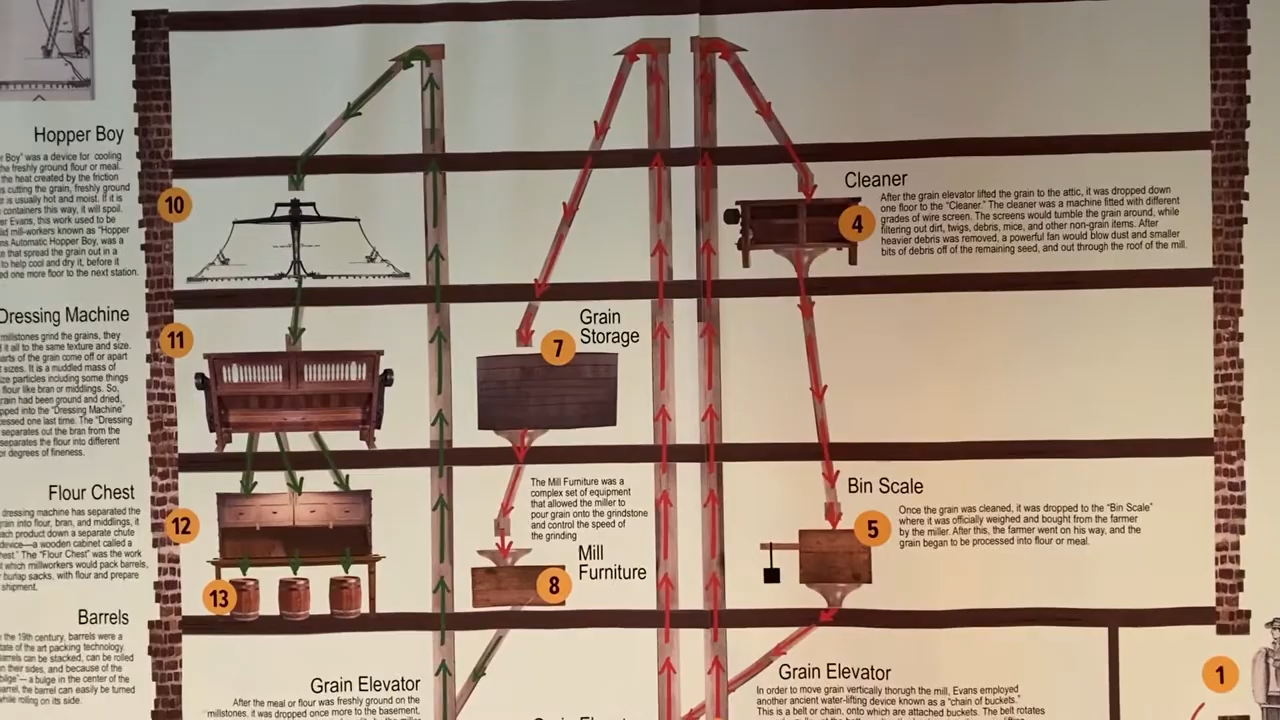 Hopper Boy
Boy" was a device for cooling
the freshly ground flour or meal.
the heat created by the friction
cutting the grain, freshly ground
is usually hot and moist. If it is
containers this way, it will spoil.
Evans, this work used to be
mill-workers known as "Hopper
Automatic Hopper Boy, was a
that spread the grain out in a
to help cool and dry it, before it
one more floor to the next station.
10
Dressing Machine
millstones grind the grains, they
it all to the same texture and size.
of the grain come off or apart
sizes. It is a muddled mass of
particles including some things
flour like bran or middlings. So,
had been ground and dried,
into the "Dressing Machine"
one last time. The "Dressing
separates out the bran from the
separates the flour into different
or degrees of fineness.
11
Flour Chest
dressing machine has separated the
into flour, bran, and middlings, it
product down a separate chute
device—a wooden cabinet called a
The "Flour Chest" was the work
which millworkers would pack barrels,
burlap sacks, with flour and prepare
shipment.
12
13
Barrels
the 19th century, barrels were a
of the art packing technology.
can be stacked, can be rolled
their sides, and because of the
a bulge in the center of the
the barrel can easily be turned
while rolling on its side.
Cleaner
4
After the grain elevator lifted the grain to the attic, it was dropped down
one floor to the "Cleaner." The cleaner was a machine fitted with different
grades of wire screen. The screens would tumble the grain around, while
filtering out dirt, twigs, debris, mice, and other non-grain items. After
heavier debris was removed, a powerful fan would blow dust and smaller
bits of debris off of the remaining seed, and out through the roof of the mill.
Grain
Storage
7
The Mill Furniture was a
complex set of equipment
that allowed the miller to
pour grain onto the grindstone
and control the speed of
the grinding
Mill
Furniture
8
Bin Scale
5
Once the grain was cleaned, it was dropped to the "Bin Scale"
where it was officially weighed and bought from the farmer
by the miller. After this, the farmer went on his way, and the
grain began to be processed into flour or meal.
Grain Elevator
After the meal or flour was freshly ground on the
millstones, it was dropped once more to the basement,
Grain Elevator
In order to move grain vertically thorugh the mill, Evans employed
another ancient water-lifting device known as a "chain of buckets."
This is a belt or chain, onto which are attached buckets. The belt rotates
1